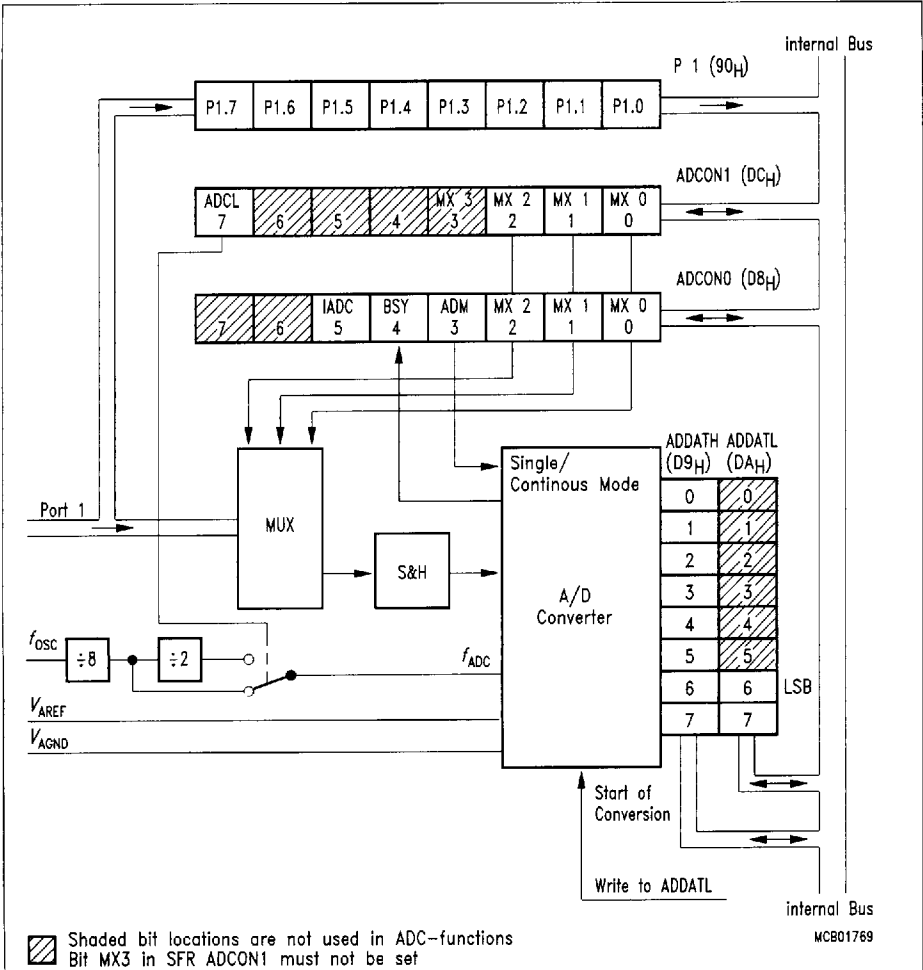 internal Bus
P 1 (90H)
P1.7 P1.6 P1.5 P1.4 P1.3 P1.2 P1.1 P1.0
ADCON1 (DCH)
ADCL MX 3 MX 2 MX 1 MX 0
7 6 5 4 3 2 1 0
ADCON0 (D8H)
IADC BSY ADM MX 2 MX 1 MX 0
7 6 5 4 3 2 1 0
ADDATH ADDATL
(D9H) (DAH)
Single/
Continous Mode
0 0
1 1
2 2
3 3
4 4
5 5
6 6 LSB
7 7
Port 1
MUX
S&H
A/D
Converter
fOSC
÷8
÷2
fADC
VAREF
VAGND
Start of
Conversion
Write to ADDATL
internal Bus
MCB01769
Shaded bit locations are not used in ADC-functions
Bit MX3 in SFR ADCON1 must not be set